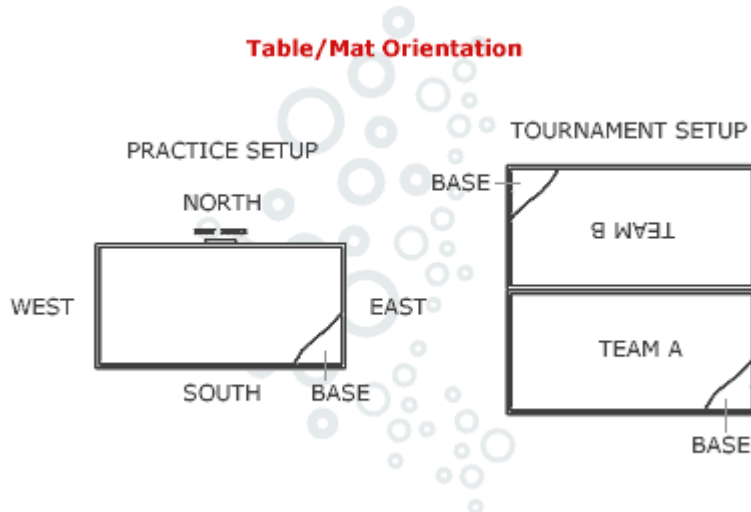 Table/Mat Orientation
PRACTICE SETUP
NORTH
WEST
EAST
SOUTH
BASE
TOURNAMENT SETUP
BASE
TEAM B
TEAM A
BASE